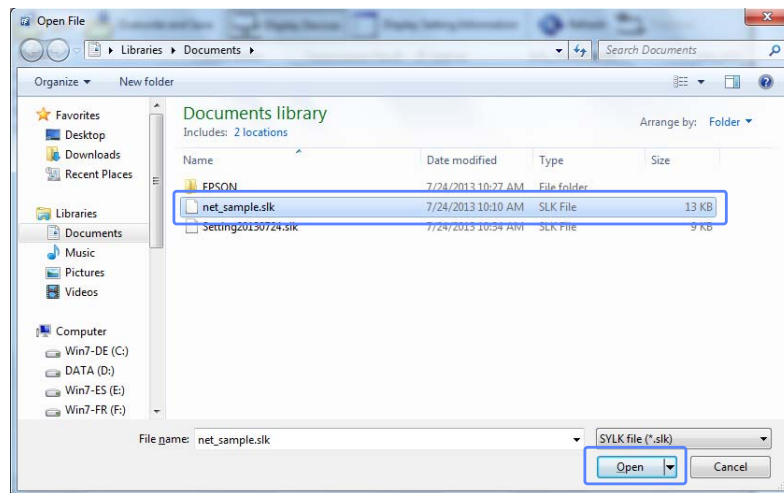 Open File
Libraries Documents Search Documents
Organize New folder
Favorites
Desktop
Downloads
Recent Places
Libraries
Documents
Music
Pictures
Videos
Computer
Win7-DE (C:)
DATA (D:)
Win7-ES (E:)
Win7-FR (F:)
Documents library
Includes: 2 locations
Arrange by: Folder
Name Date modified Type Size
EPSON 7/24/2013 10:27 AM File folder
net_sample.slk 7/24/2013 10:10 AM SLK File 13 KB
Setting20130724.slk 7/24/2013 10:54 AM SLK File 9 KB
File name: net_sample.slk SYLK file (*.slk)
Open Cancel